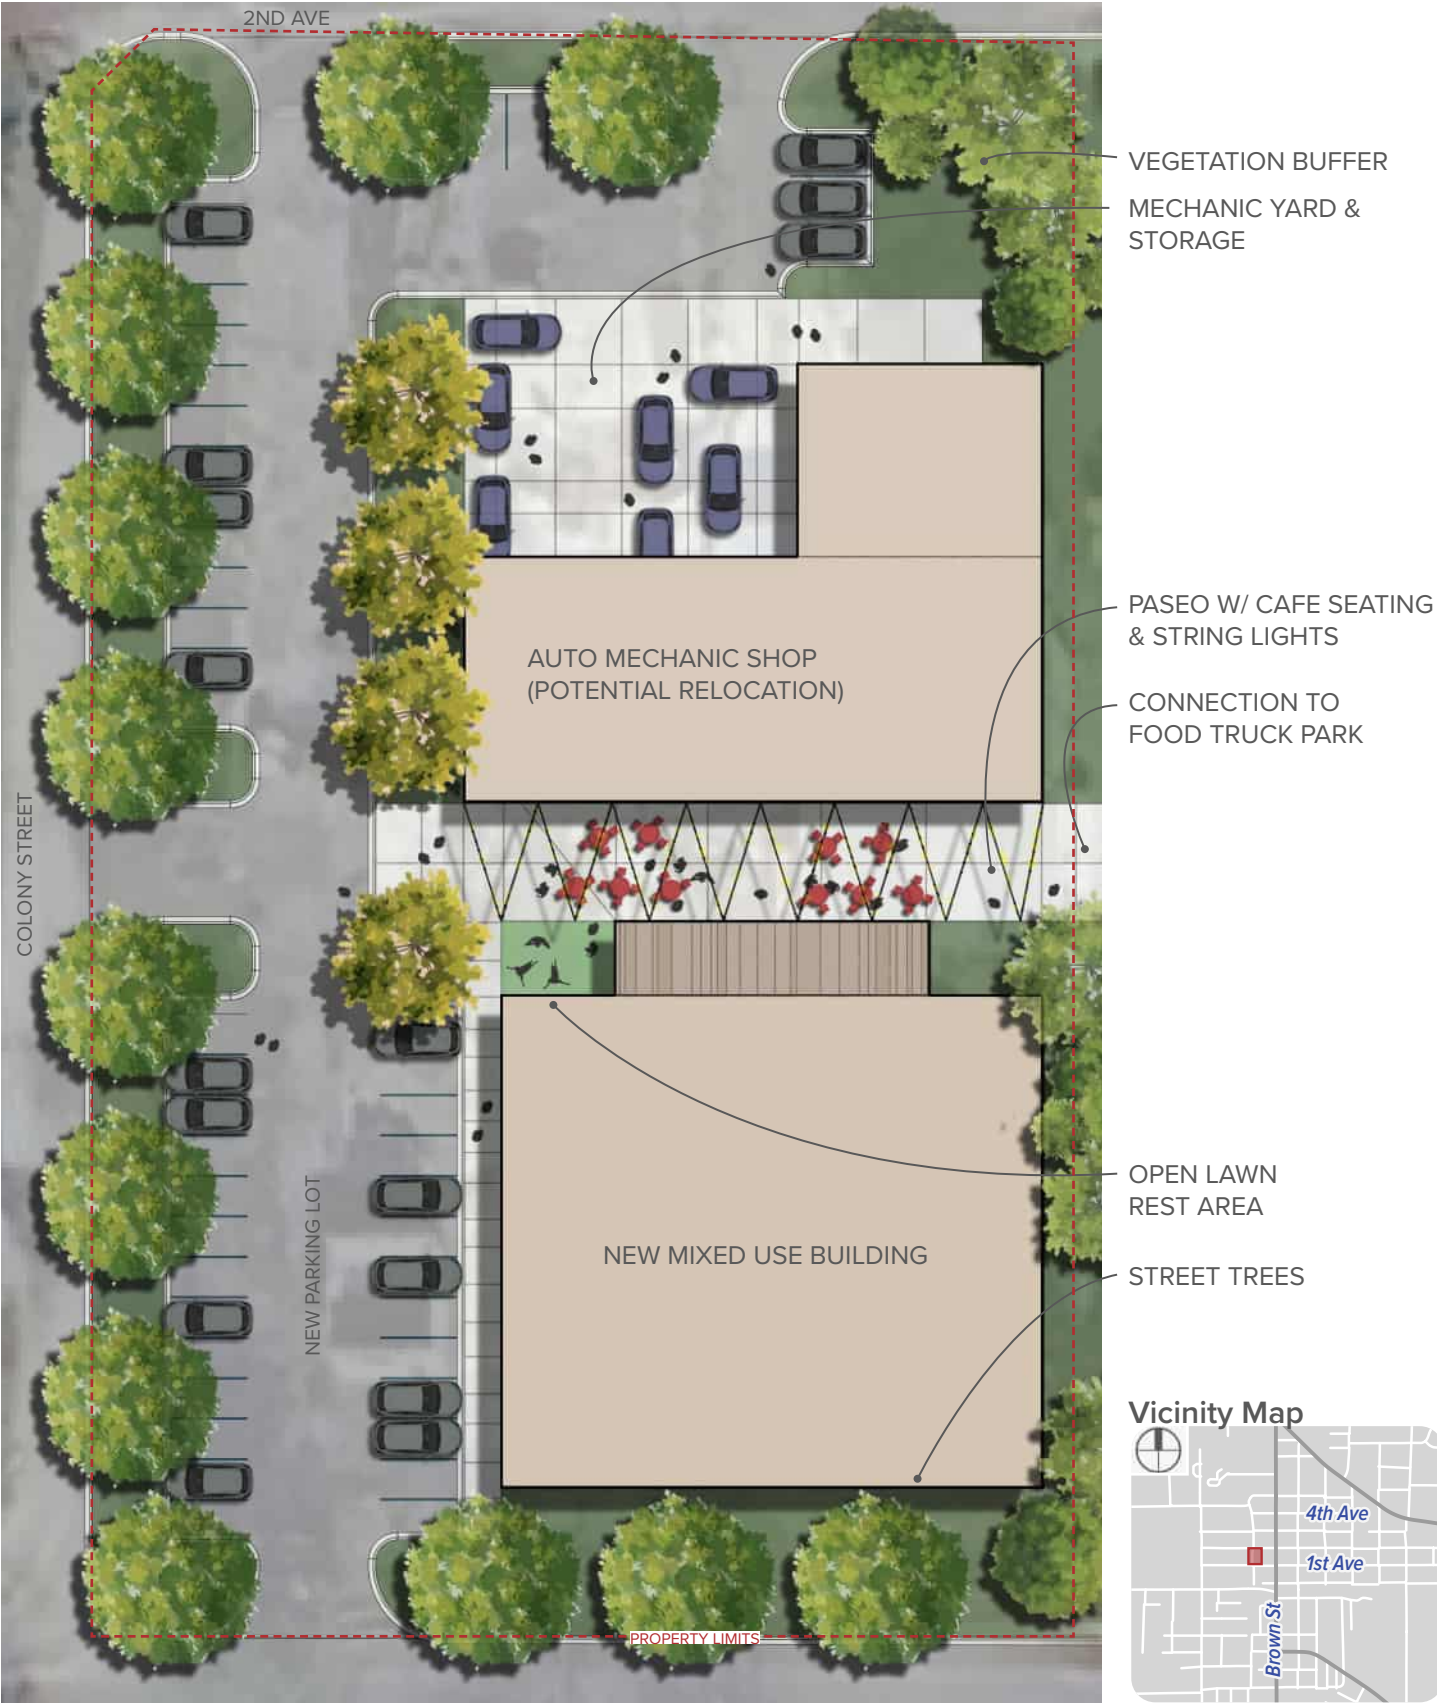 2ND AVE
VEGETATION BUFFER
MECHANIC YARD &
STORAGE
PASEO W/ CAFE SEATING
& STRING LIGHTS
AUTO MECHANIC SHOP
(POTENTIAL RELOCATION)
CONNECTION TO
FOOD TRUCK PARK
COLONY STREET
OPEN LAWN
REST AREA
NEW PARKING LOT
NEW MIXED USE BUILDING
STREET TREES
PROPERTY LIMITS
Vicinity Map
4th Ave
1st Ave
Brown St